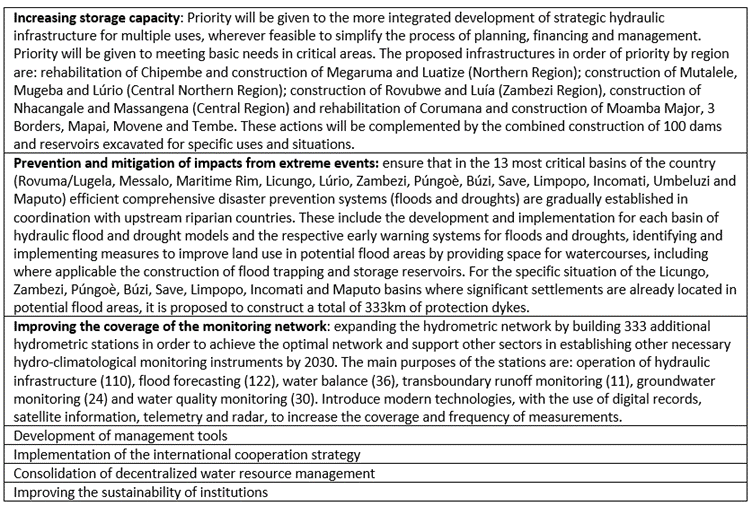 Increasing storage capacity: Priority will be given to the more integrated development of strategic hydraulic
infrastructure for multiple uses, wherever feasible to simplify the process of planning, financing and management.
Priority will be given to meeting basic needs in critical areas. The proposed infrastructures in order of priority by region
are: rehabilitation of Chipembe and construction of Megaruma and Luatize (Northern Region); construction of Mutalele,
Mugeba and Lúrio (Central Northern Region); construction of Rovubwe and Luía (Zambezi Region), construction of
Nhacangale and Massangena (Central Region) and rehabilitation of Corumana and construction of Moamba Major, 3
Borders, Mapai, Movene and Tembe. These actions will be complemented by the combined construction of 100 dams
and reservoirs excavated for specific uses and situations.
Prevention and mitigation of impacts from extreme events: ensure that in the 13 most critical basins of the country
(Rovuma/Lugela, Messalo, Maritime Rim, Licungo, Lúrio, Zambezi, Púngoè, Búzi, Save, Limpopo, Incomati, Umbeluzi and
Maputo) efficient comprehensive disaster prevention systems (floods and droughts) are gradually established in
coordination with upstream riparian countries. These include the development and implementation for each basin of
hydraulic flood and drought models and the respective early warning systems for floods and droughts, identifying and
implementing measures to improve land use in potential flood areas by providing space for watercourses, including
where applicable the construction of flood trapping and storage reservoirs. For the specific situation of the Licungo,
Zambezi, Púngoè, Búzi, Save, Limpopo, Incomati and Maputo basins where significant settlements are already located in
potential flood areas, it is proposed to construct a total of 333km of protection dykes.
Improving the coverage of the monitoring network: expanding the hydrometric network by building 333 additional
hydrometric stations in order to achieve the optimal network and support other sectors in establishing other necessary
hydro-climatological monitoring instruments by 2030. The main purposes of the stations are: operation of hydraulic
infrastructure (110), flood forecasting (122), water balance (36), transboundary runoff monitoring (11), groundwater
monitoring (24) and water quality monitoring (30). Introduce modern technologies, with the use of digital records,
satellite information, telemetry and radar, to increase the coverage and frequency of measurements.
Development of management tools
Implementation of the international cooperation strategy
Consolidation of decentralized water resource management
Improving the sustainability of institutions